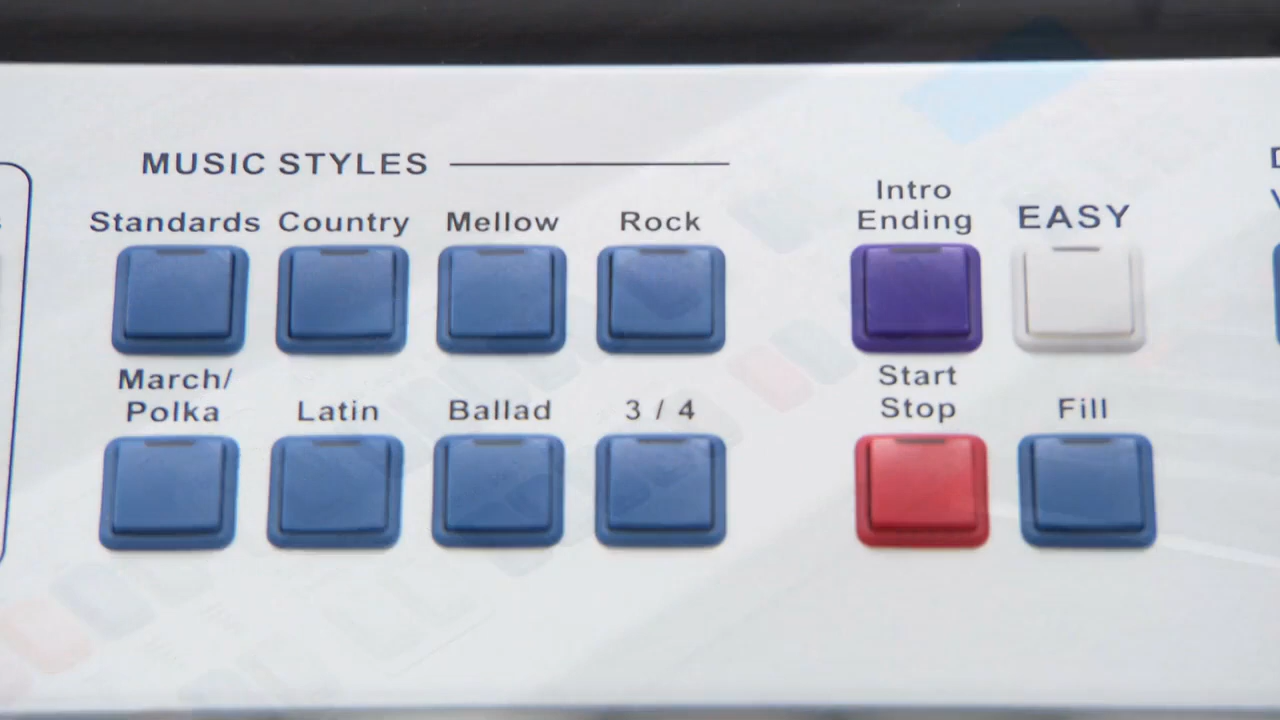 MUSIC STYLES
Standards Country Mellow Rock
Intro
Ending
EASY
March/
Polka
Latin Ballad 3 / 4
Start
Stop
Fill